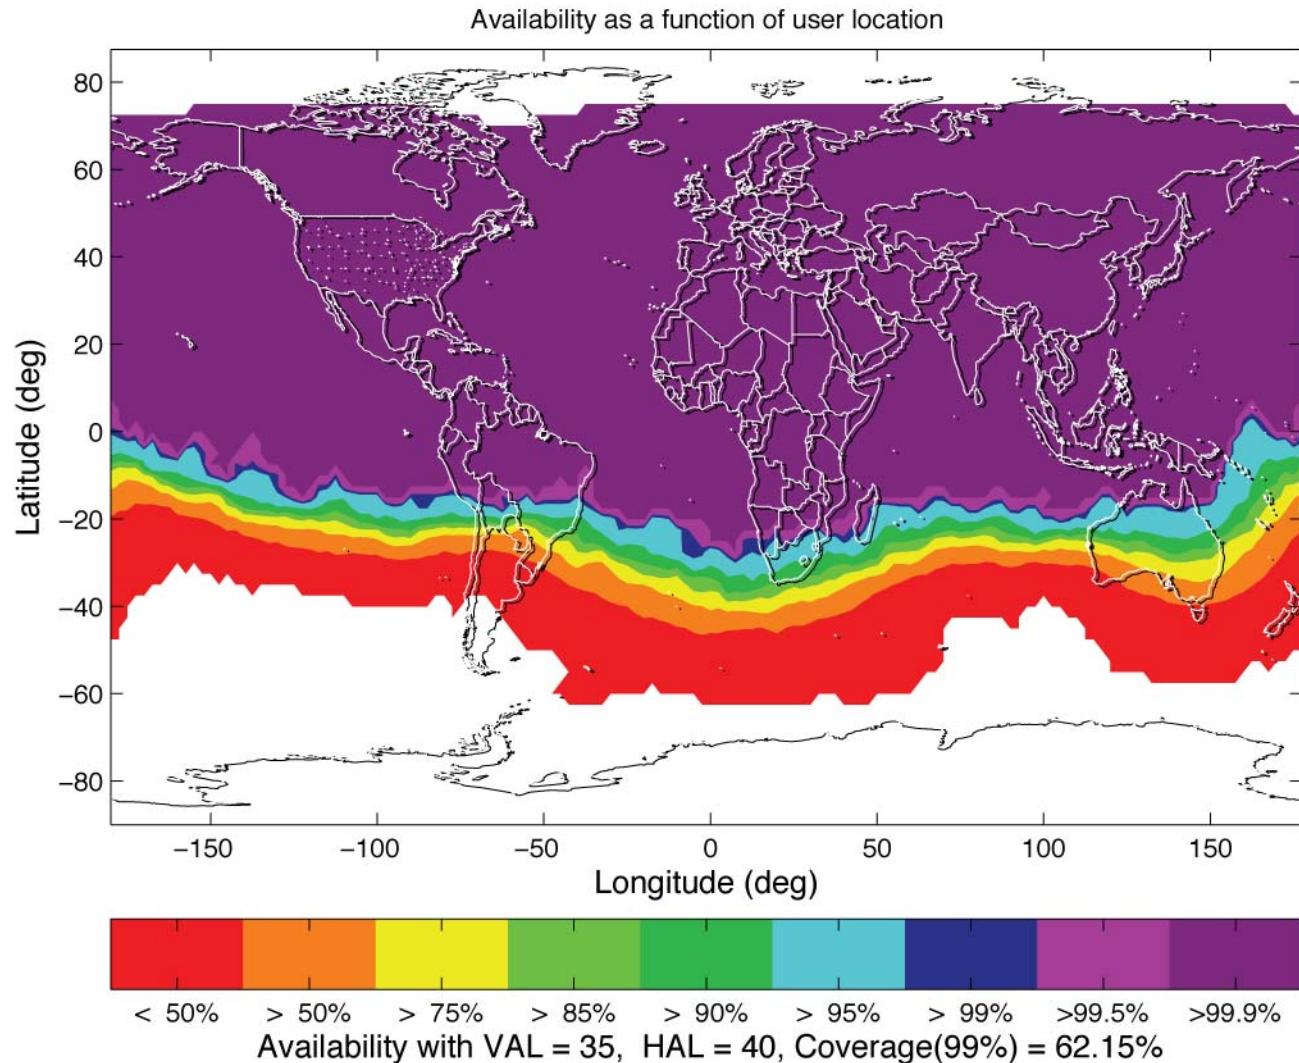 Availability as a function of user location
80
60
40
20
0
−20
−40
−60
−80
Latitude (deg)
−150 −100 −50 0 50 100 150
Longitude (deg)
< 50% > 50% > 75% > 85% > 90% > 95% > 99% >99.5% >99.9%
Availability with VAL = 35, HAL = 40, Coverage(99%) = 62.15%